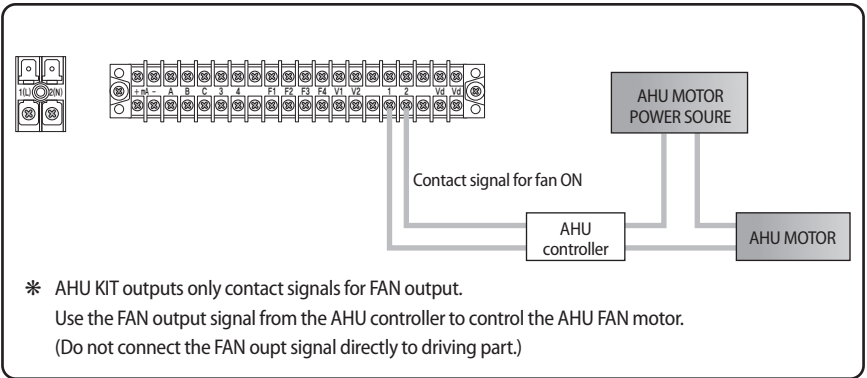 1(L) 2(N)
+ mA - A B C 3 4 F1 F2 F3 F4 V1 V2 1 2 Vd Vd
AHU MOTOR
POWER SOURE
Contact signal for fan ON
AHU
controller
AHU MOTOR
✻ AHU KIT outputs only contact signals for FAN output.
Use the FAN output signal from the AHU controller to control the AHU FAN motor.
(Do not connect the FAN oupt signal directly to driving part.)